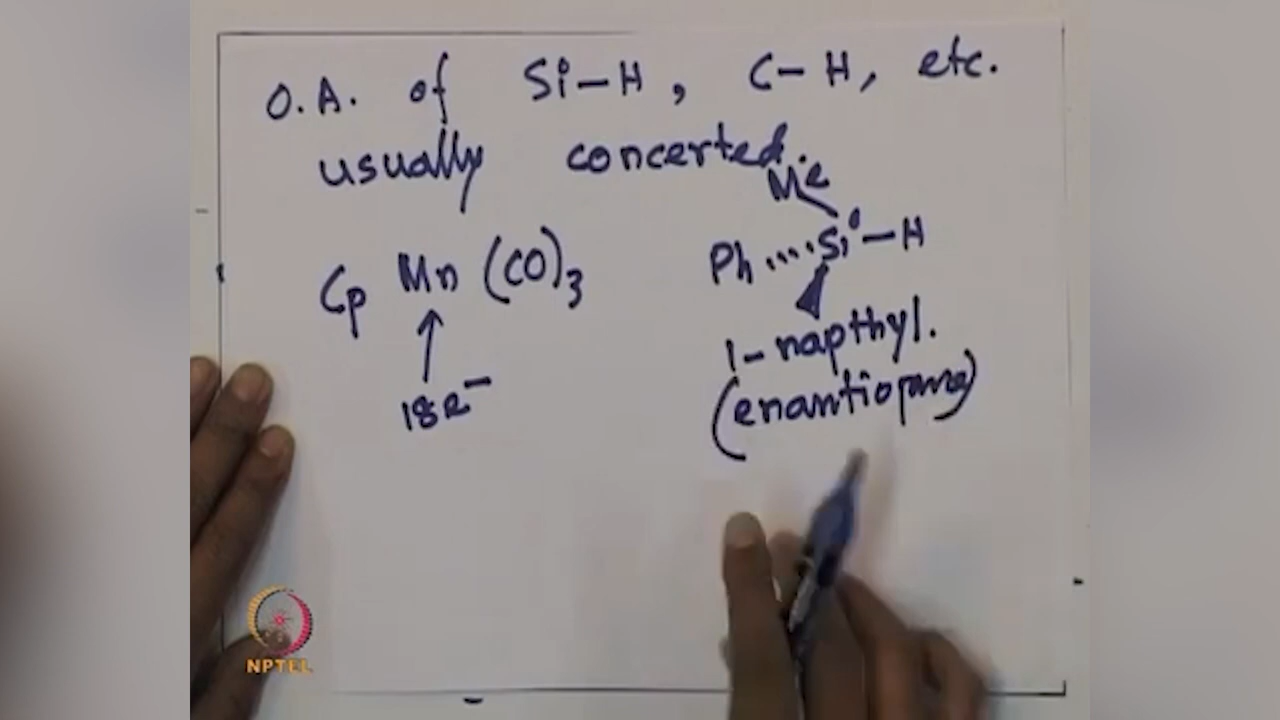 O.A. of Si–H, C–H, etc.
usually concerted.
Me
Cp Mn (CO)3
Ph····Si–H
18e–
1–napthyl.
(enantiopure)
NPTEL